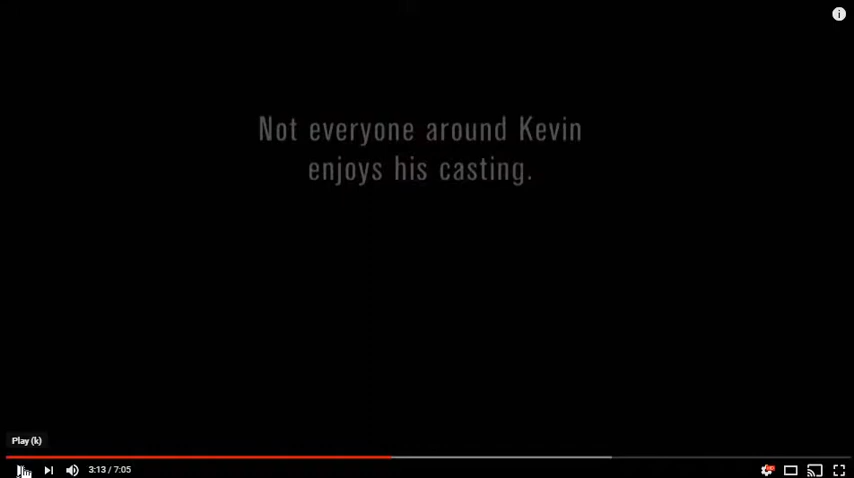 Not everyone around Kevin
enjoys his casting.
Play (k)
3:13 / 7:05